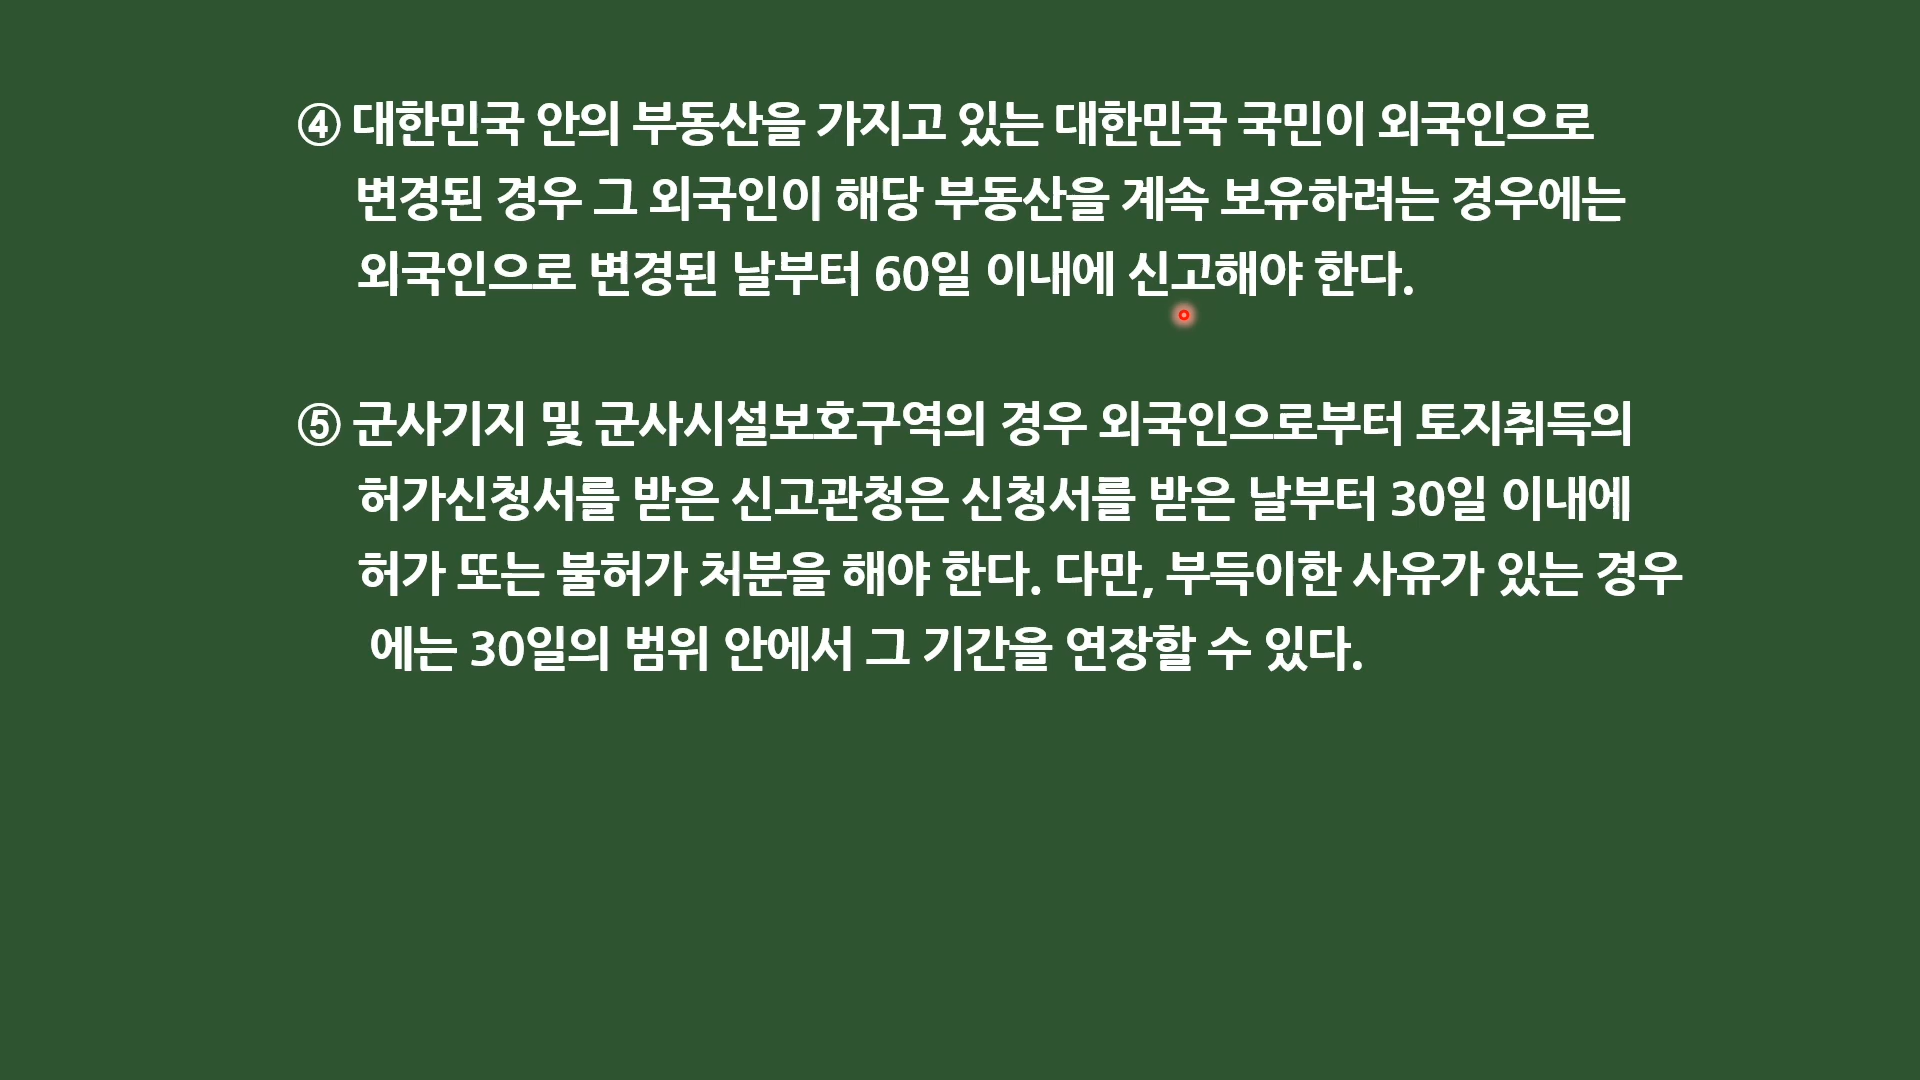 ④ 대한민국 안의 부동산을 가지고 있는 대한민국 국민이 외국인으로
변경된 경우 그 외국인이 해당 부동산을 계속 보유하려는 경우에는
외국인으로 변경된 날부터 60일 이내에 신고해야 한다.
⑤ 군사기지 및 군사시설보호구역의 경우 외국인으로부터 토지취득의
허가신청서를 받은 신고관청은 신청서를 받은 날부터 30일 이내에
허가 또는 불허가 처분을 해야 한다. 다만, 부득이한 사유가 있는 경우
에는 30일의 범위 안에서 그 기간을 연장할 수 있다.